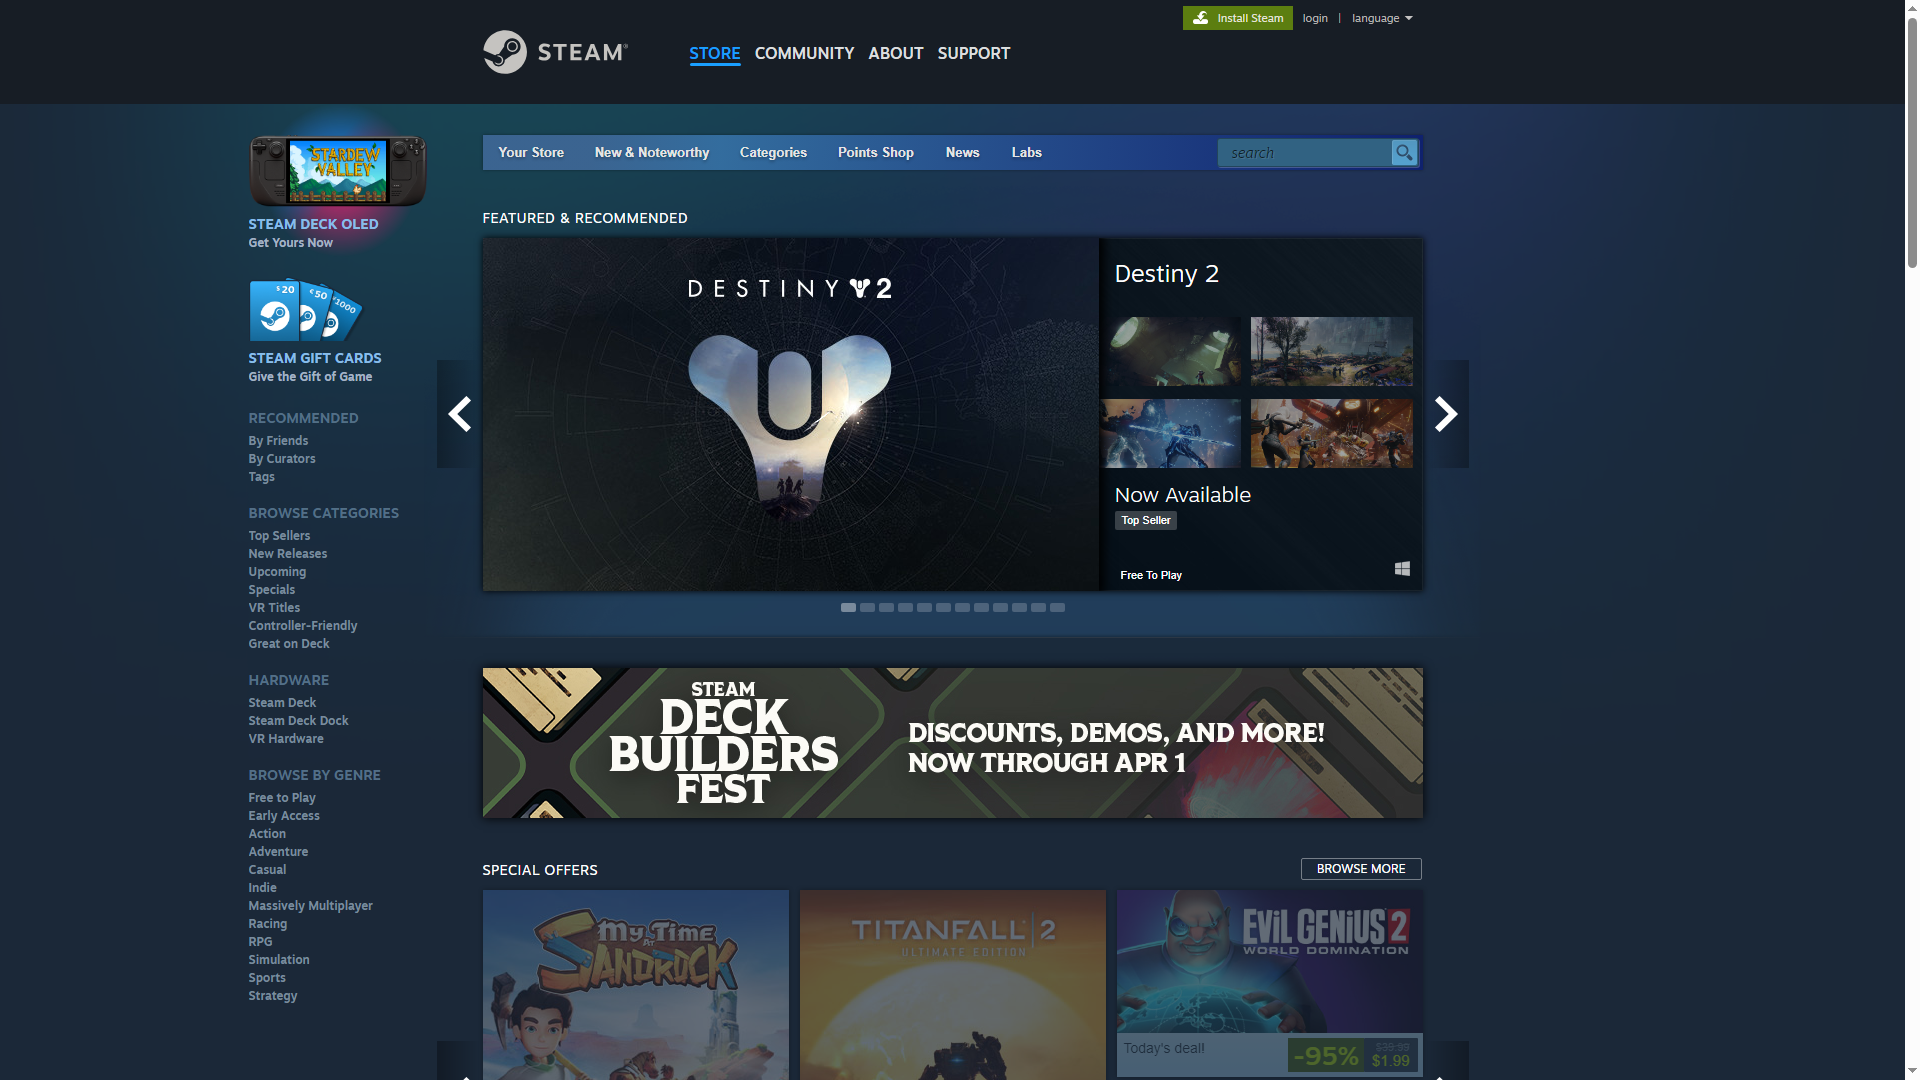 Install Steam
login | language
STEAM®
STORE COMMUNITY ABOUT SUPPORT
STARDEW
VALLEY
STEAM DECK OLED
Get Yours Now
$20 €50 ¥1000
STEAM GIFT CARDS
Give the Gift of Game
RECOMMENDED
By Friends
By Curators
Tags
BROWSE CATEGORIES
Top Sellers
New Releases
Upcoming
Specials
VR Titles
Controller-Friendly
Great on Deck
HARDWARE
Steam Deck
Steam Deck Dock
VR Hardware
BROWSE BY GENRE
Free to Play
Early Access
Action
Adventure
Casual
Indie
Massively Multiplayer
Racing
RPG
Simulation
Sports
Strategy
Your Store New & Noteworthy Categories Points Shop News Labs search
FEATURED & RECOMMENDED
DESTINY 2
Destiny 2
Now Available
Top Seller
Free To Play
STEAM
DECK
BUILDERS
FEST
DISCOUNTS, DEMOS, AND MORE!
NOW THROUGH APR 1
SPECIAL OFFERS
BROWSE MORE
My Time
AT
SANDROCK
TITANFALL 2
ULTIMATE EDITION
EVIL GENIUS 2
WORLD DOMINATION
Today's deal!
-95%
$39.99
$1.99